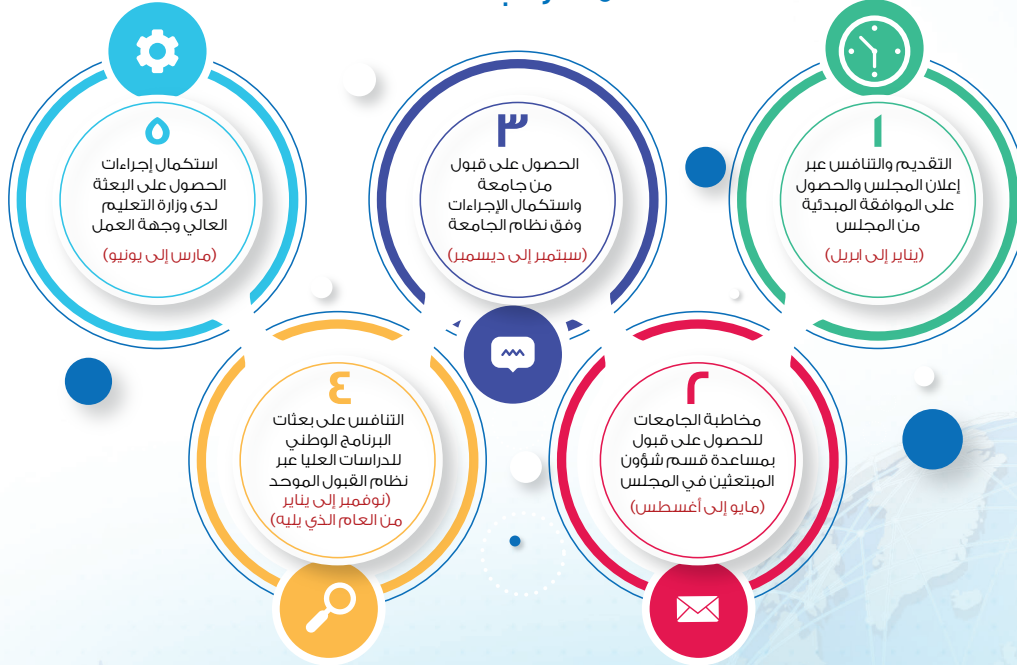 ١
التقديم والتنافس عبر
إعلان المجلس والحصول
على الموافقة المبدئية
من المجلس
(يناير إلى ابريل)
٢
مخاطبة الجامعات
للحصول على قبول
بمساعدة قسم شؤون
المبتعثين في المجلس
(مايو إلى أغسطس)
٣
الحصول على قبول
من جامعة
واستكمال الإجراءات
وفق نظام الجامعة
(سبتمبر إلى ديسمبر)
٤
التنافس على بعثات
البرنامج الوطني
للدراسات العليا عبر
نظام القبول الموحد
(نوفمبر إلى يناير
من العام الذي يليه)
٥
استكمال إجراءات
الحصول على البعثة
لدى وزارة التعليم
العالي وجهة العمل
(مارس إلى يونيو)